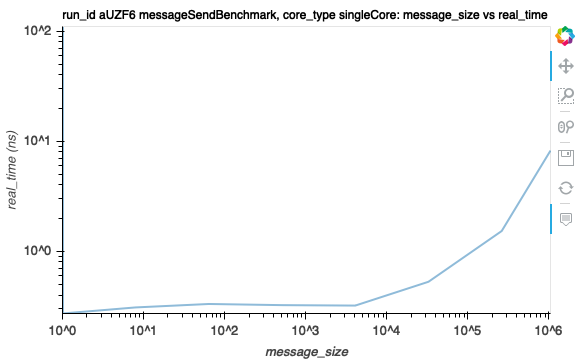 run_id aUZF6 messageSendBenchmark, core_type singleCore: message_size vs real_time
10^2
10^1
10^0
real_time (ns)
10^0 10^1 10^2 10^3 10^4 10^5 10^6
message_size